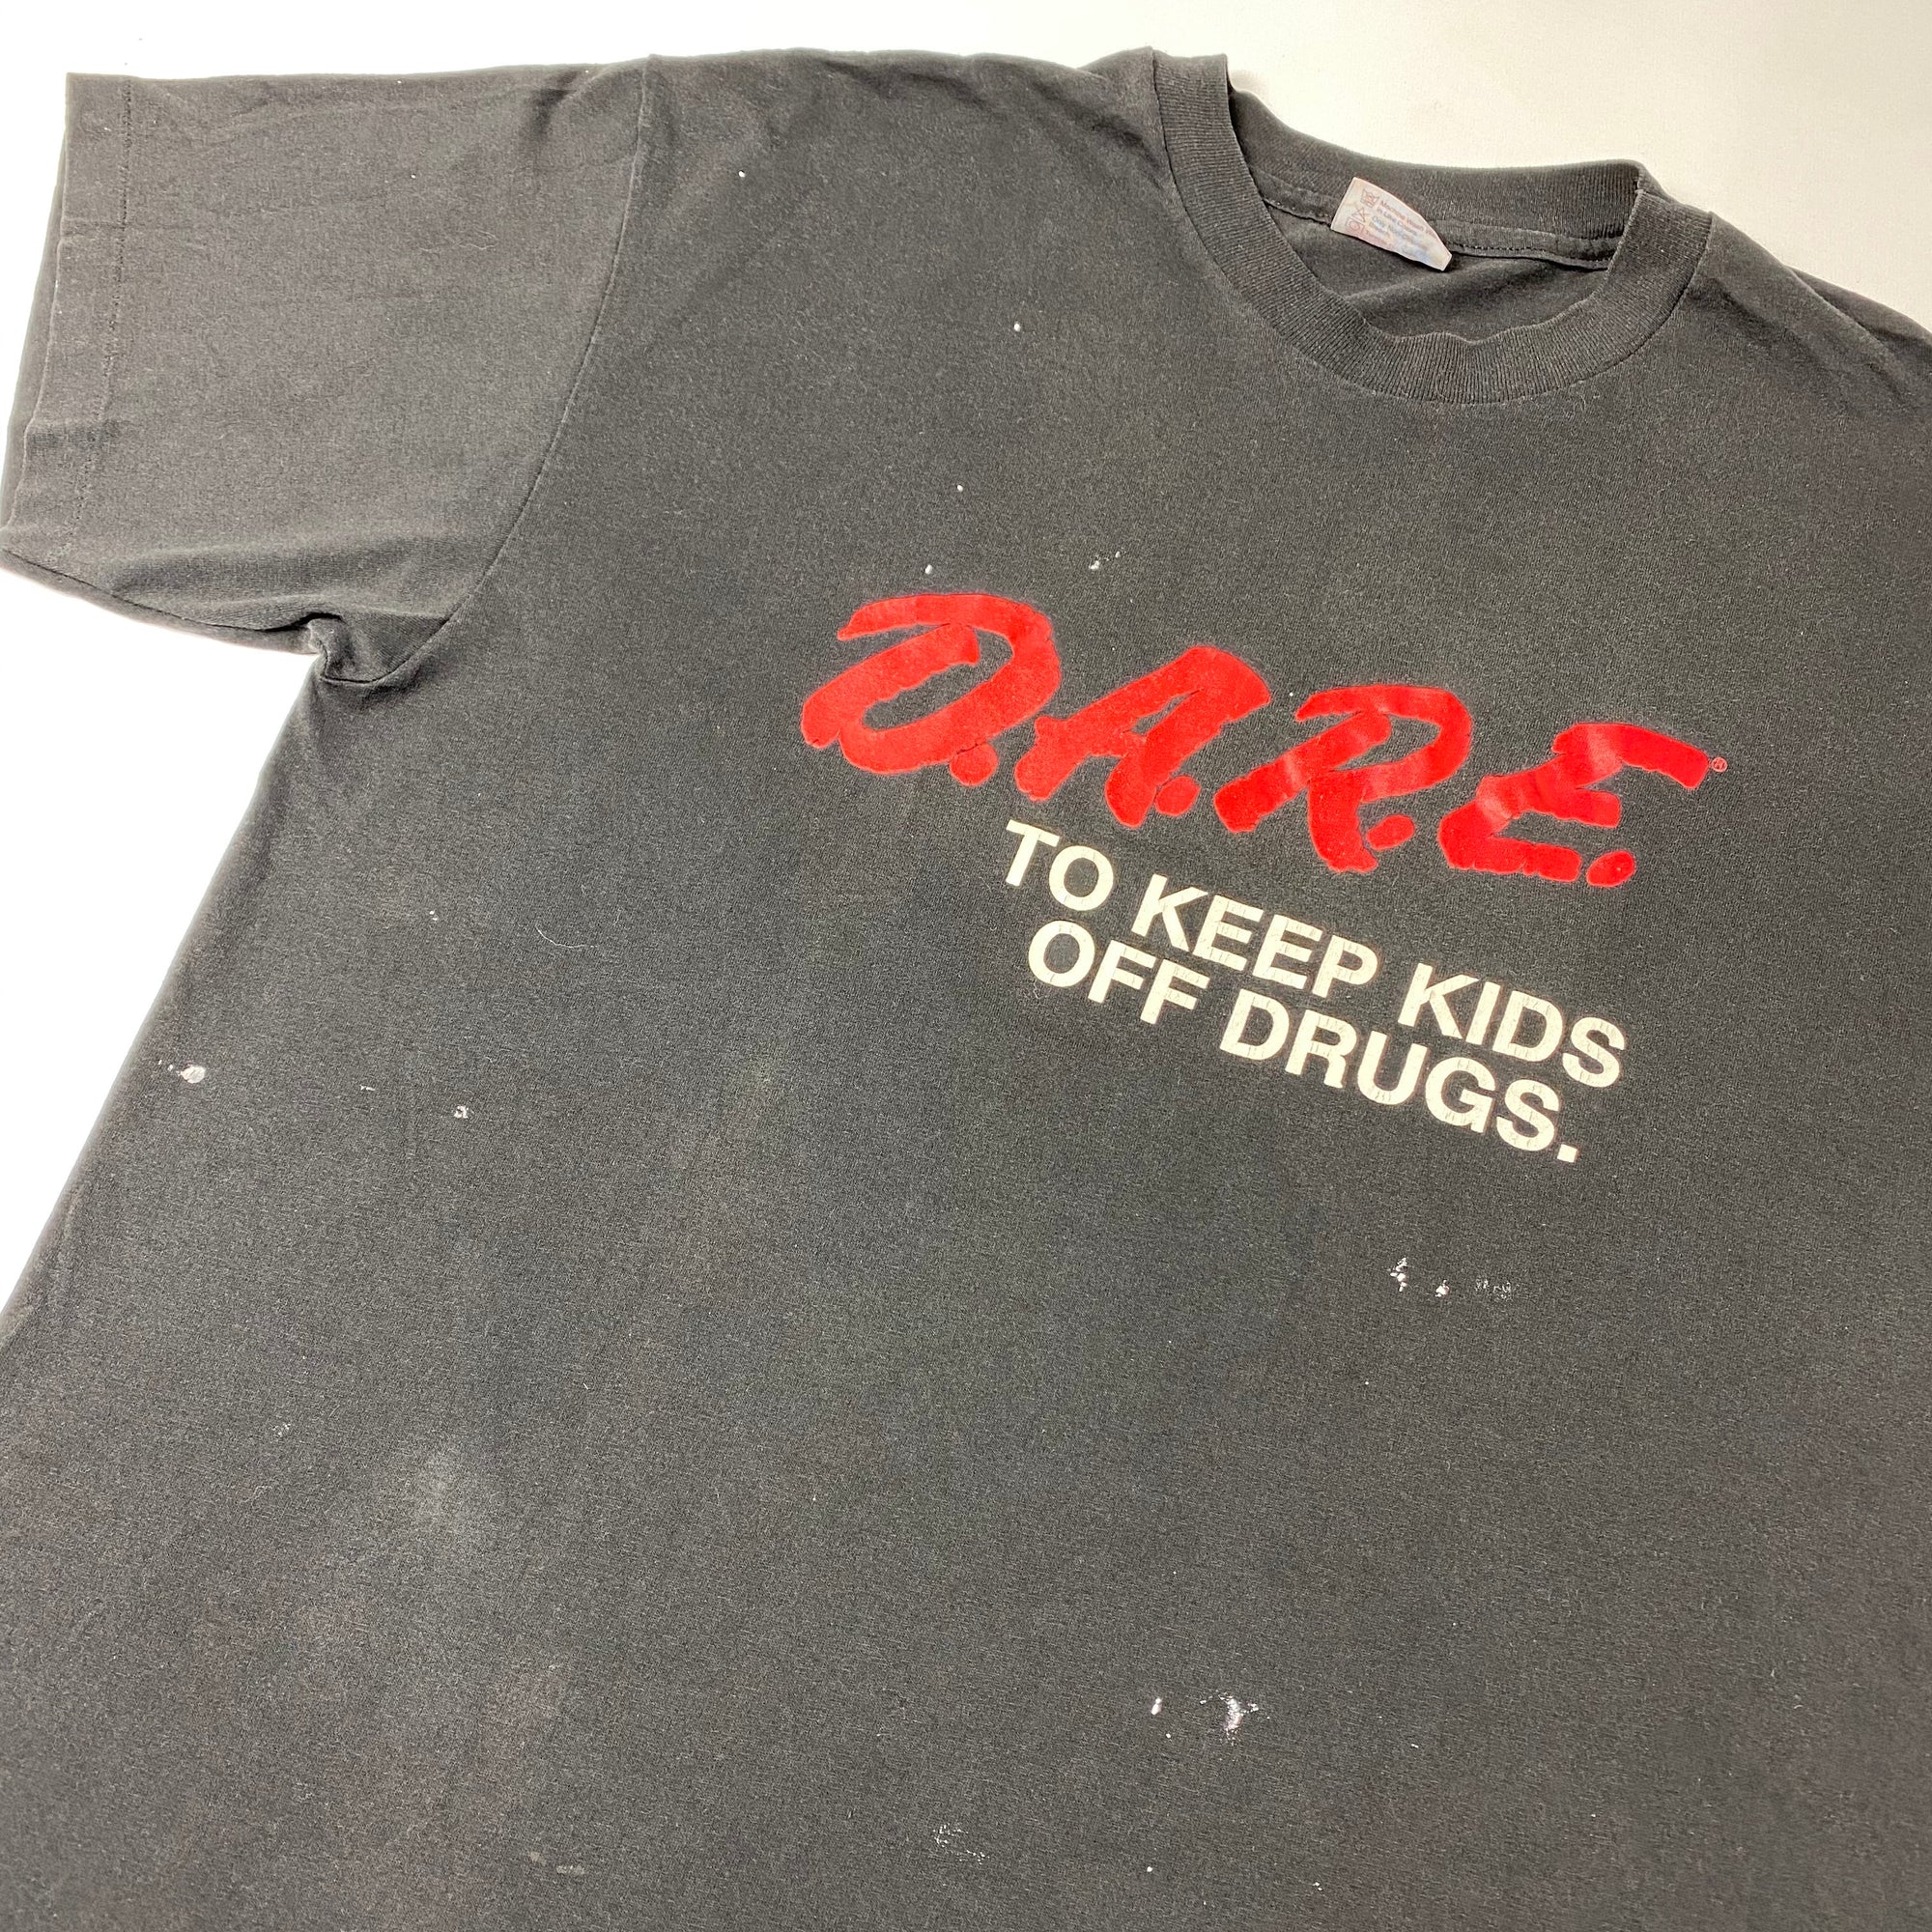 D.A.R.E.®
TO KEEP KIDS
OFF DRUGS.